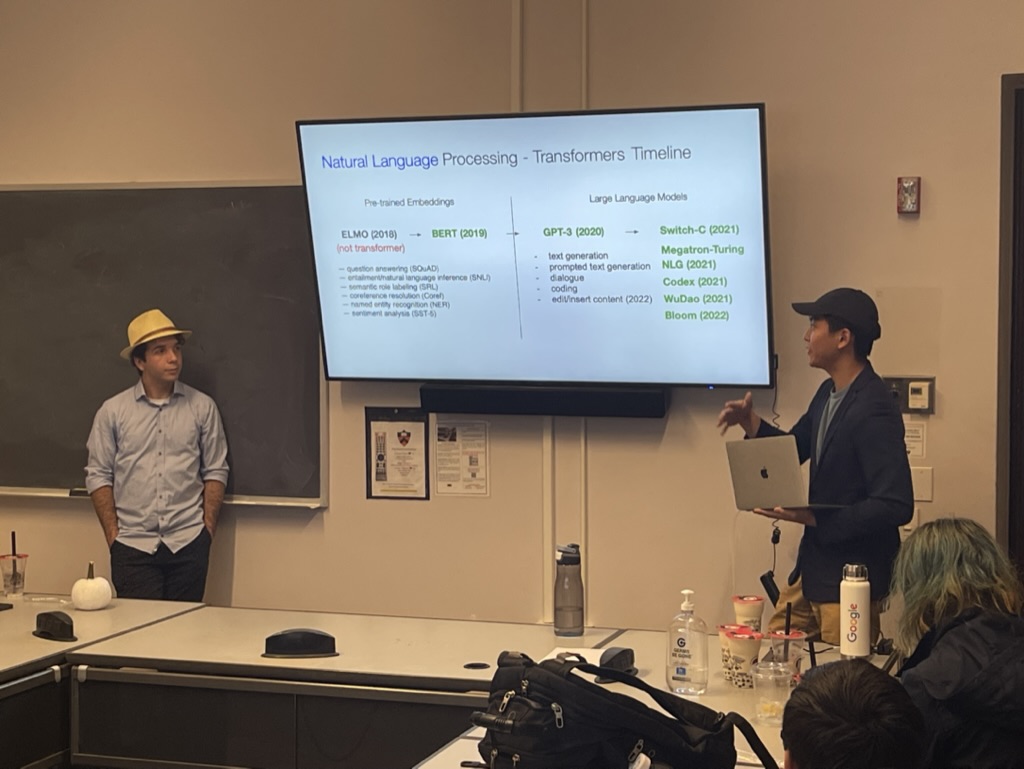 Natural Language Processing - Transformers Timeline
Pre-trained Embeddings
ELMO (2018) → BERT (2019) →
(not transformer)
– question answering (SQuAD)
– entailment/natural language inference (SNLI)
– semantic role labeling (SRL)
– coreference resolution (Coref)
– named entity recognition (NER)
– sentiment analysis (SST-5)
Large Language Models
GPT-3 (2020) → Switch-C (2021)
- text generation
- prompted text generation
- dialogue
- coding
- edit/insert content (2022)
Megatron-Turing
NLG (2021)
Codex (2021)
WuDao (2021)
Bloom (2022)
Google